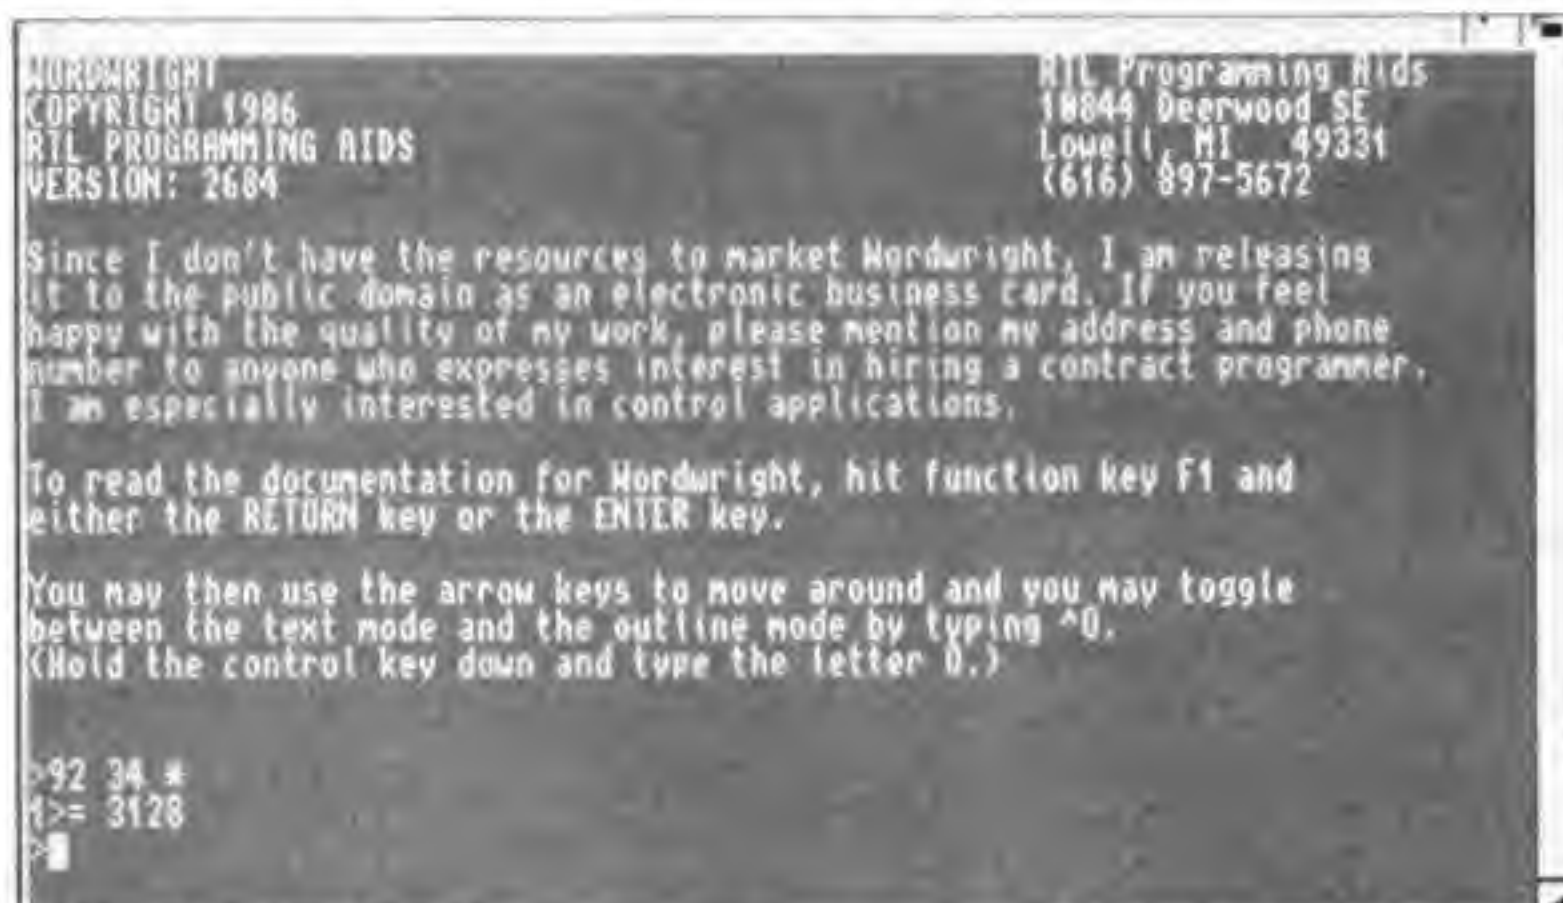 WORDWRIGHT
COPYRIGHT 1986
RTL PROGRAMMING AIDS
VERSION: 2684
RTL Programming Aids
10844 Deerwood SE
Lowell, MI 49331
(616) 897-5672
Since I don't have the resources to market Wordwright, I am releasing
it to the public domain as an electronic business card. If you feel
happy with the quality of my work, please mention my address and phone
number to anyone who expresses interest in hiring a contract programmer.
I am especially interested in control applications.
To read the documentation for Wordwright, hit function key F1 and
either the RETURN key or the ENTER key.
You may then use the arrow keys to move around and you may toggle
between the text mode and the outline mode by typing ^O.
(Hold the control key down and type the letter O.)
>92 34 *
1>= 3128
>